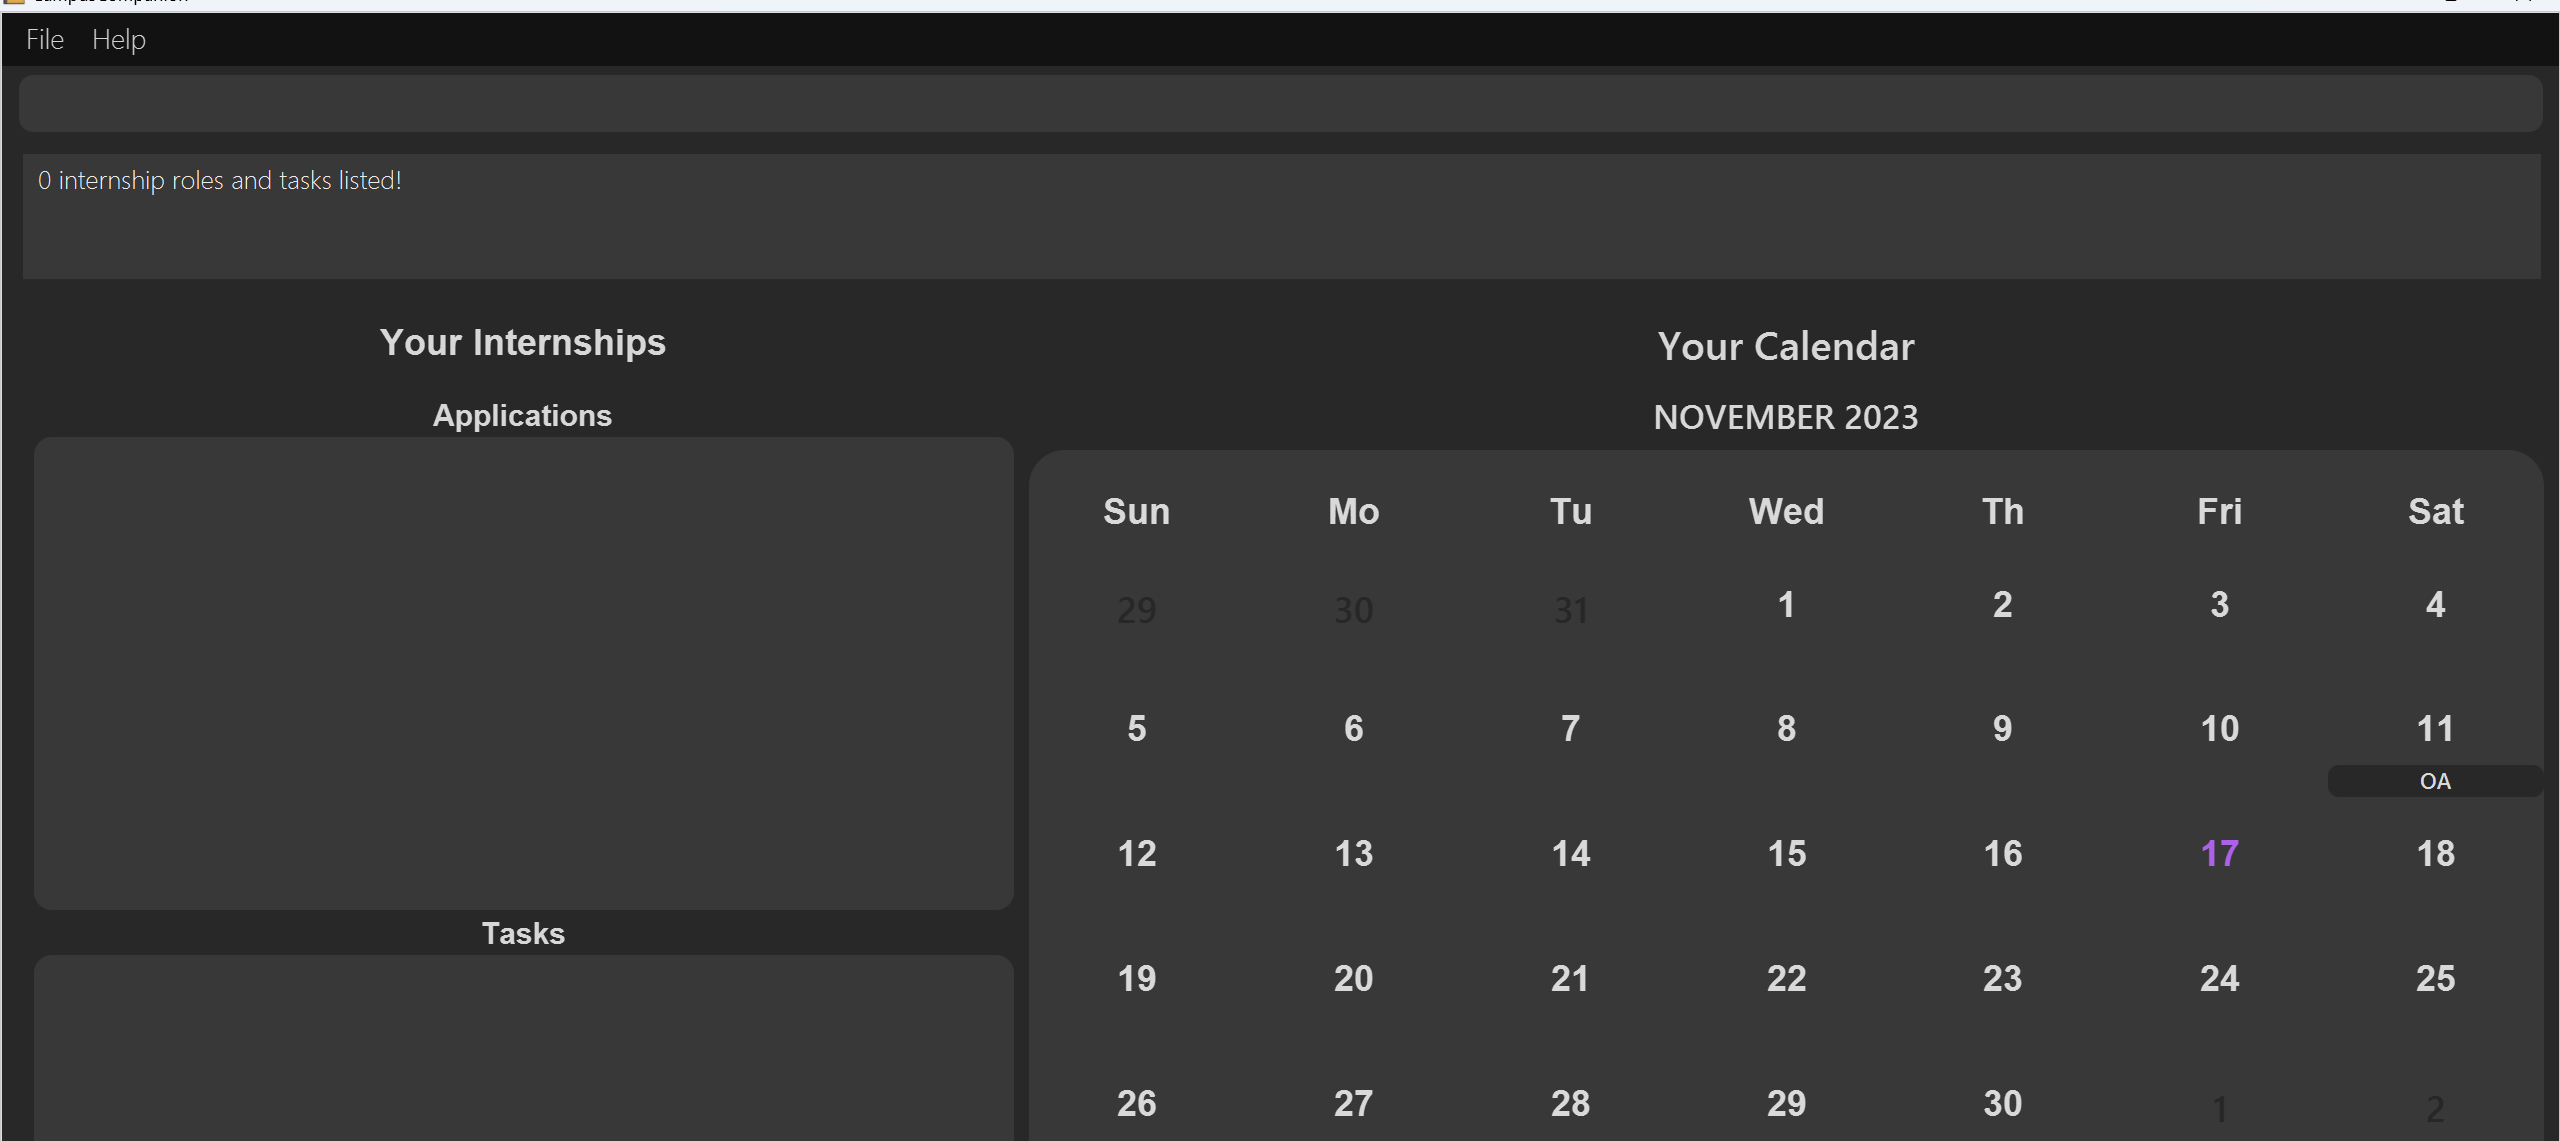 File Help
0 internship roles and tasks listed!
Your Internships
Applications
Tasks
Your Calendar
NOVEMBER 2023
Sun Mo Tu Wed Th Fri Sat
29 30 31 1 2 3 4
5 6 7 8 9 10 11
OA
12 13 14 15 16 17 18
19 20 21 22 23 24 25
26 27 28 29 30 1 2